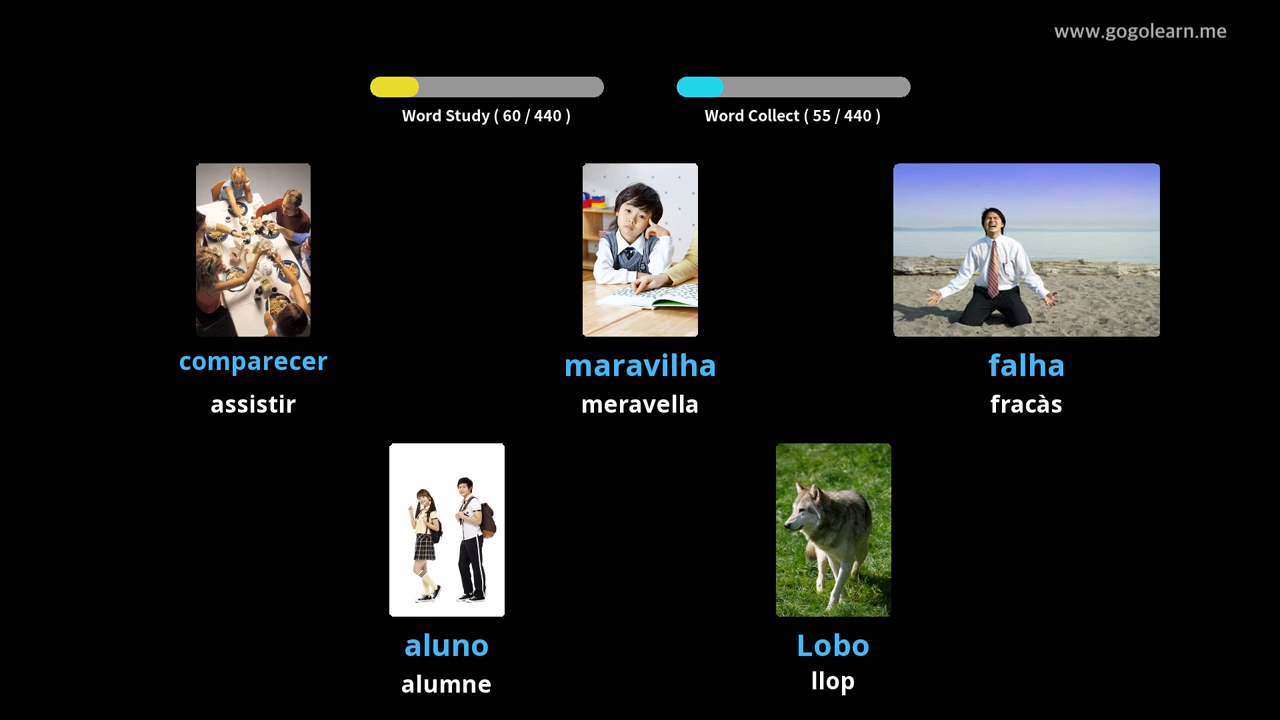 www.gogolearn.me
Word Study ( 60 / 440 )
Word Collect ( 55 / 440 )
comparecer
assistir
maravilha
meravella
falha
fracàs
aluno
alumne
Lobo
llop